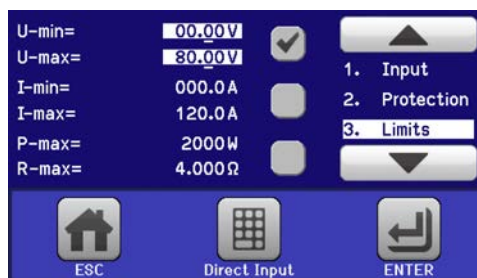 U-min= 00.00V
U-max= 80.00V
I-min= 000.0A
I-max= 120.0A
P-max= 2000W
R-max= 4.000Ω
1. Input
2. Protection
3. Limits
ESC
Direct Input
ENTER